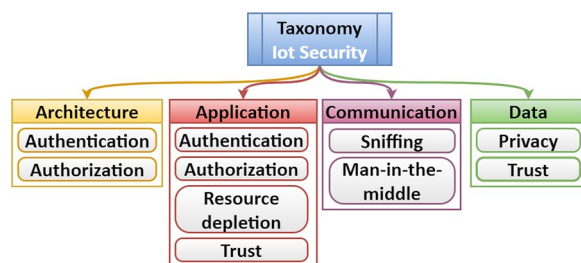 Taxonomy
Iot Security
Architecture
Authentication
Authorization
Application
Authentication
Authorization
Resource
depletion
Trust
Communication
Sniffing
Man-in-the-
middle
Data
Privacy
Trust